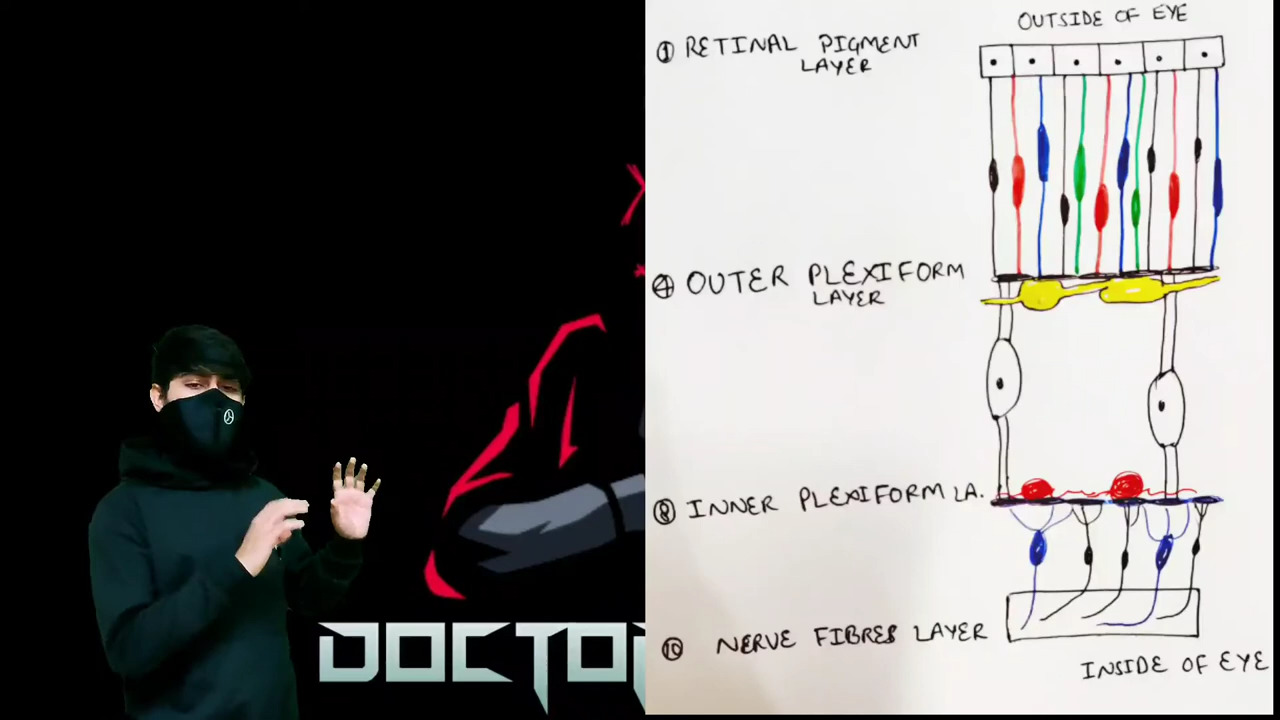 OUTSIDE OF EYE
① RETINAL PIGMENT
LAYER
④ OUTER PLEXIFORM
LAYER
⑧ INNER PLEXIFORM LA.
⑩ NERVE FIBRES LAYER
INSIDE OF EYE
DOCTO